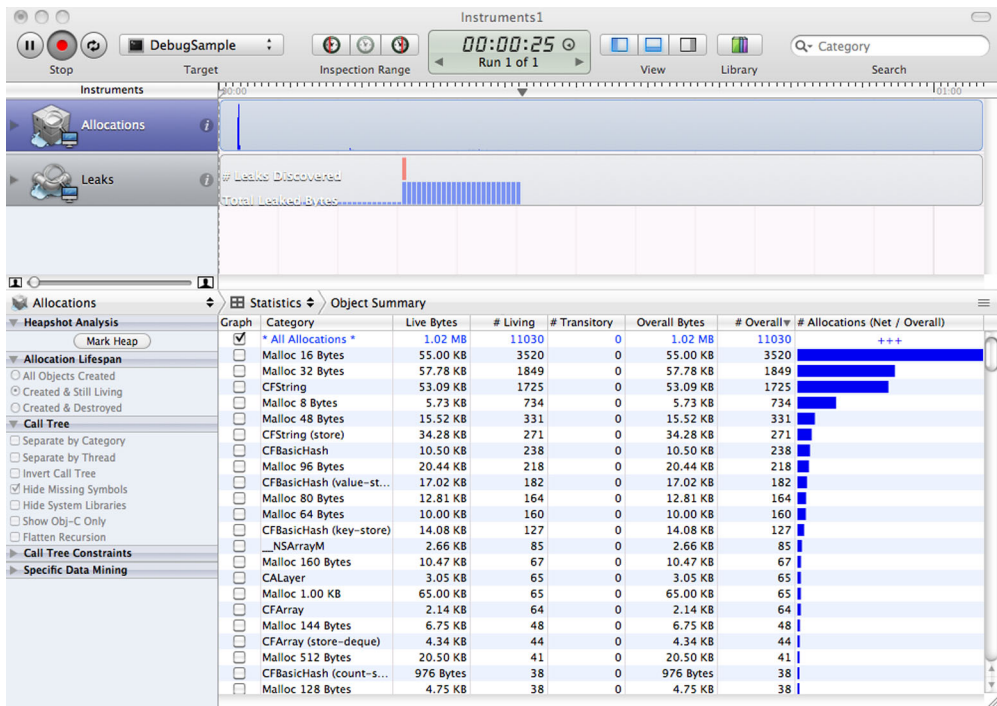 Instruments1
DebugSample
00:00:25
Run 1 of 1
Category
Stop Target Inspection Range View Library Search
Instruments 00:00 01:00
Allocations
# Leaks Discovered
Leaks
Total Leaked Bytes
Allocations Statistics Object Summary
Heapshot Analysis
Mark Heap
Allocation Lifespan
All Objects Created
Created & Still Living
Created & Destroyed
Call Tree
Separate by Category
Separate by Thread
Invert Call Tree
Hide Missing Symbols
Hide System Libraries
Show Obj-C Only
Flatten Recursion
Call Tree Constraints
Specific Data Mining
Graph Category Live Bytes # Living # Transitory Overall Bytes # Overall # Allocations (Net / Overall)
* All Allocations * 1.02 MB 11030 0 1.02 MB 11030 +++
Malloc 16 Bytes 55.00 KB 3520 0 55.00 KB 3520
Malloc 32 Bytes 57.78 KB 1849 0 57.78 KB 1849
CFString 53.09 KB 1725 0 53.09 KB 1725
Malloc 8 Bytes 5.73 KB 734 0 5.73 KB 734
Malloc 48 Bytes 15.52 KB 331 0 15.52 KB 331
CFString (store) 34.28 KB 271 0 34.28 KB 271
CFBasicHash 10.50 KB 238 0 10.50 KB 238
Malloc 96 Bytes 20.44 KB 218 0 20.44 KB 218
CFBasicHash (value-st... 17.02 KB 182 0 17.02 KB 182
Malloc 80 Bytes 12.81 KB 164 0 12.81 KB 164
Malloc 64 Bytes 10.00 KB 160 0 10.00 KB 160
CFBasicHash (key-store) 14.08 KB 127 0 14.08 KB 127
__NSArrayM 2.66 KB 85 0 2.66 KB 85
Malloc 160 Bytes 10.47 KB 67 0 10.47 KB 67
CALayer 3.05 KB 65 0 3.05 KB 65
Malloc 1.00 KB 65.00 KB 65 0 65.00 KB 65
CFArray 2.14 KB 64 0 2.14 KB 64
Malloc 144 Bytes 6.75 KB 48 0 6.75 KB 48
CFArray (store-deque) 4.34 KB 44 0 4.34 KB 44
Malloc 512 Bytes 20.50 KB 41 0 20.50 KB 41
CFBasicHash (count-s... 976 Bytes 38 0 976 Bytes 38
Malloc 128 Bytes 4.75 KB 38 0 4.75 KB 38